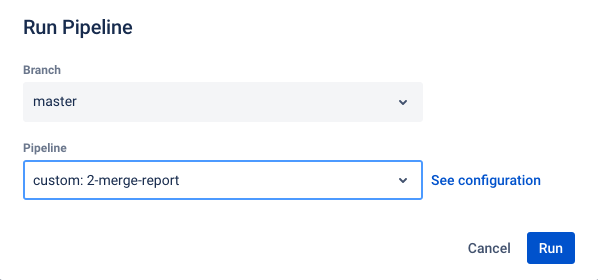 Run Pipeline
Branch
master
Pipeline
custom: 2-merge-report
See configuration
Cancel
Run